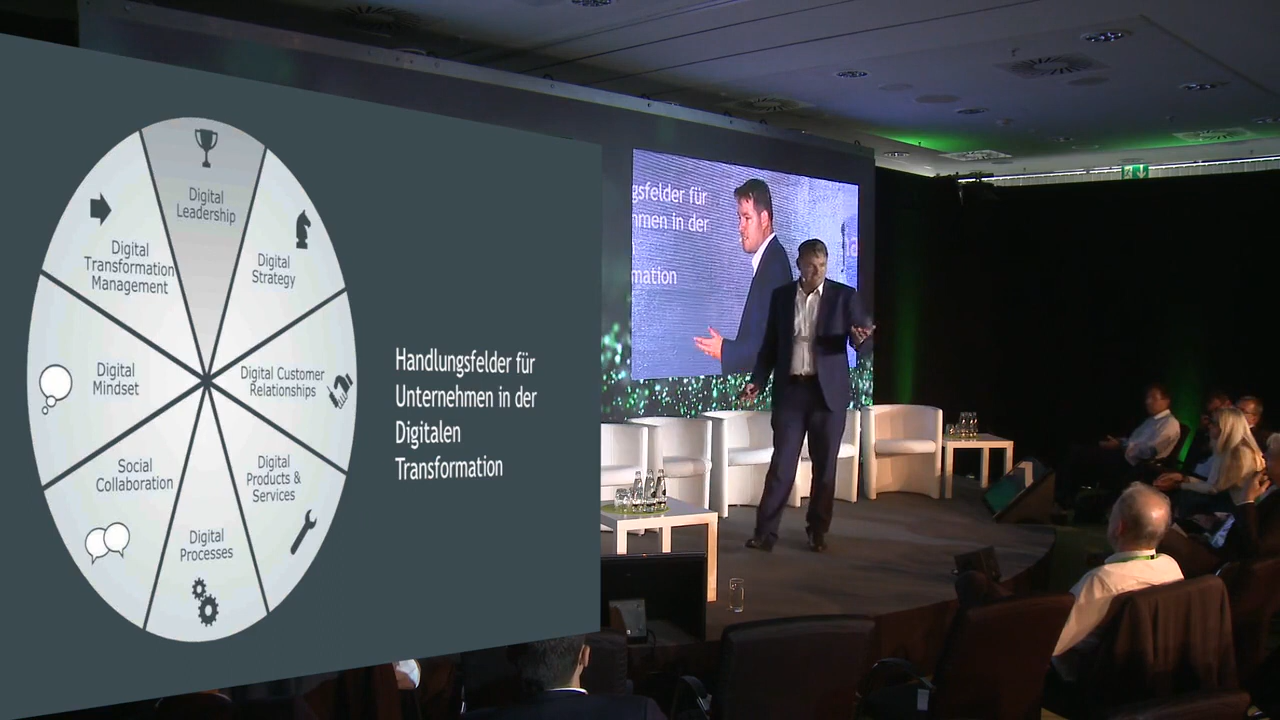 Digital
Leadership
Digital
Strategy
Digital Customer
Relationships
Digital
Products &
Services
Digital
Processes
Social
Collaboration
Digital
Mindset
Digital
Transformation
Management
Handlungsfelder für
Unternehmen in der
Digitalen
Transformation
gsfelder für
hmen in der
mation